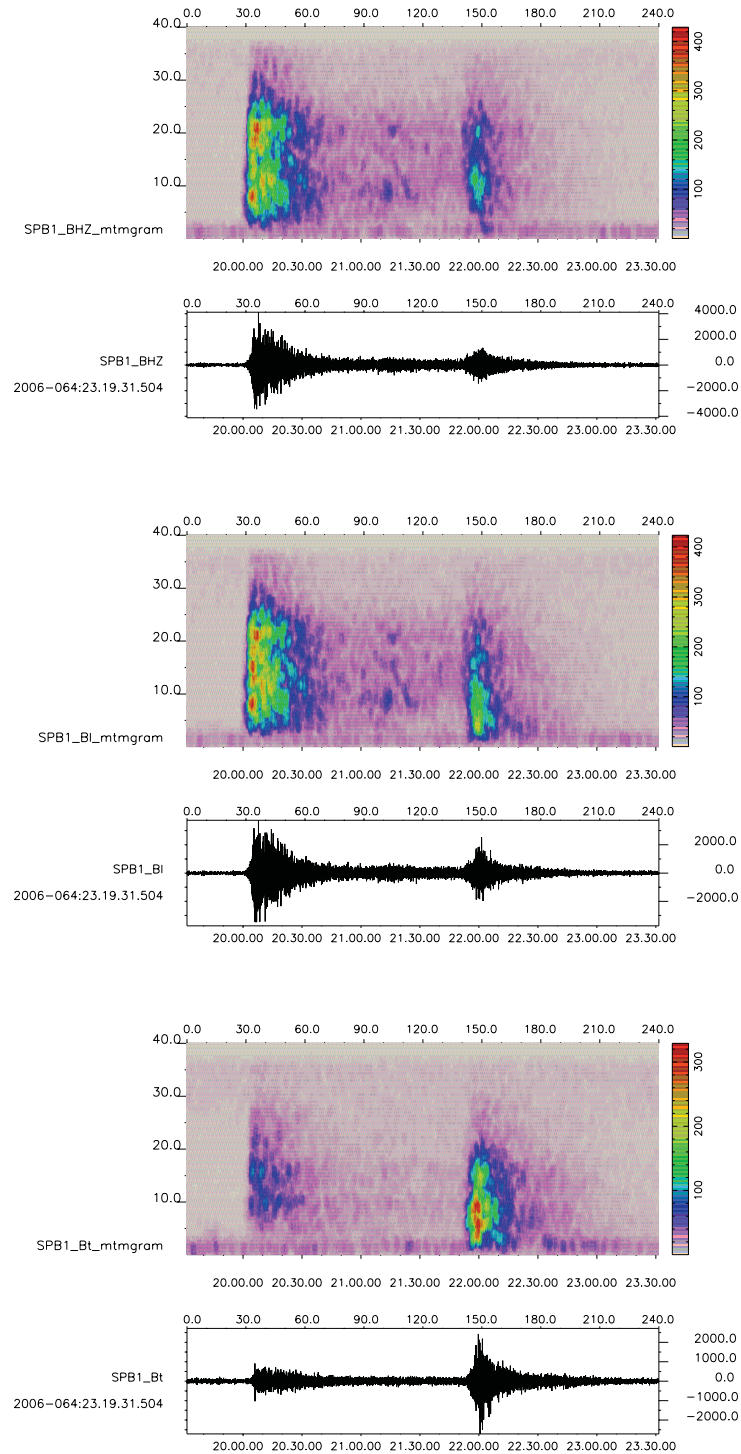 0.0 30.0 60.0 90.0 120.0 150.0 180.0 210.0 240.0
40.0
30.0
20.0
10.0
400
300
200
100
SPB1_BHZ_mtmgram
20.00.00 20.30.00 21.00.00 21.30.00 22.00.00 22.30.00 23.00.00 23.30.00
0.0 30.0 60.0 90.0 120.0 150.0 180.0 210.0 240.0
4000.0
2000.0
SPB1_BHZ 0.0
2006-064:23.19.31.504 -2000.0
-4000.0
20.00.00 20.30.00 21.00.00 21.30.00 22.00.00 22.30.00 23.00.00 23.30.00
0.0 30.0 60.0 90.0 120.0 150.0 180.0 210.0 240.0
40.0
30.0
20.0
10.0
400
300
200
100
SPB1_Bl_mtmgram
20.00.00 20.30.00 21.00.00 21.30.00 22.00.00 22.30.00 23.00.00 23.30.00
0.0 30.0 60.0 90.0 120.0 150.0 180.0 210.0 240.0
2000.0
SPB1_Bl 0.0
2006-064:23.19.31.504 -2000.0
20.00.00 20.30.00 21.00.00 21.30.00 22.00.00 22.30.00 23.00.00 23.30.00
0.0 30.0 60.0 90.0 120.0 150.0 180.0 210.0 240.0
40.0
30.0
20.0
10.0
300
200
100
SPB1_Bt_mtmgram
20.00.00 20.30.00 21.00.00 21.30.00 22.00.00 22.30.00 23.00.00 23.30.00
0.0 30.0 60.0 90.0 120.0 150.0 180.0 210.0 240.0
2000.0
1000.0
SPB1_Bt 0.0
2006-064:23.19.31.504 -1000.0
-2000.0
20.00.00 20.30.00 21.00.00 21.30.00 22.00.00 22.30.00 23.00.00 23.30.00